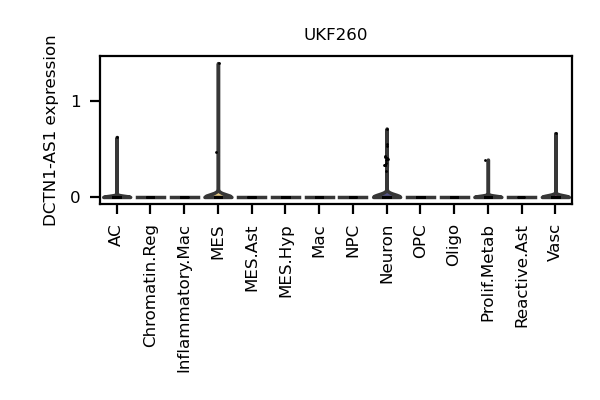 UKF260
DCTN1-AS1 expression
1
0
AC
Chromatin.Reg
Inflammatory.Mac
MES
MES.Ast
MES.Hyp
Mac
NPC
Neuron
OPC
Oligo
Prolif.Metab
Reactive.Ast
Vasc